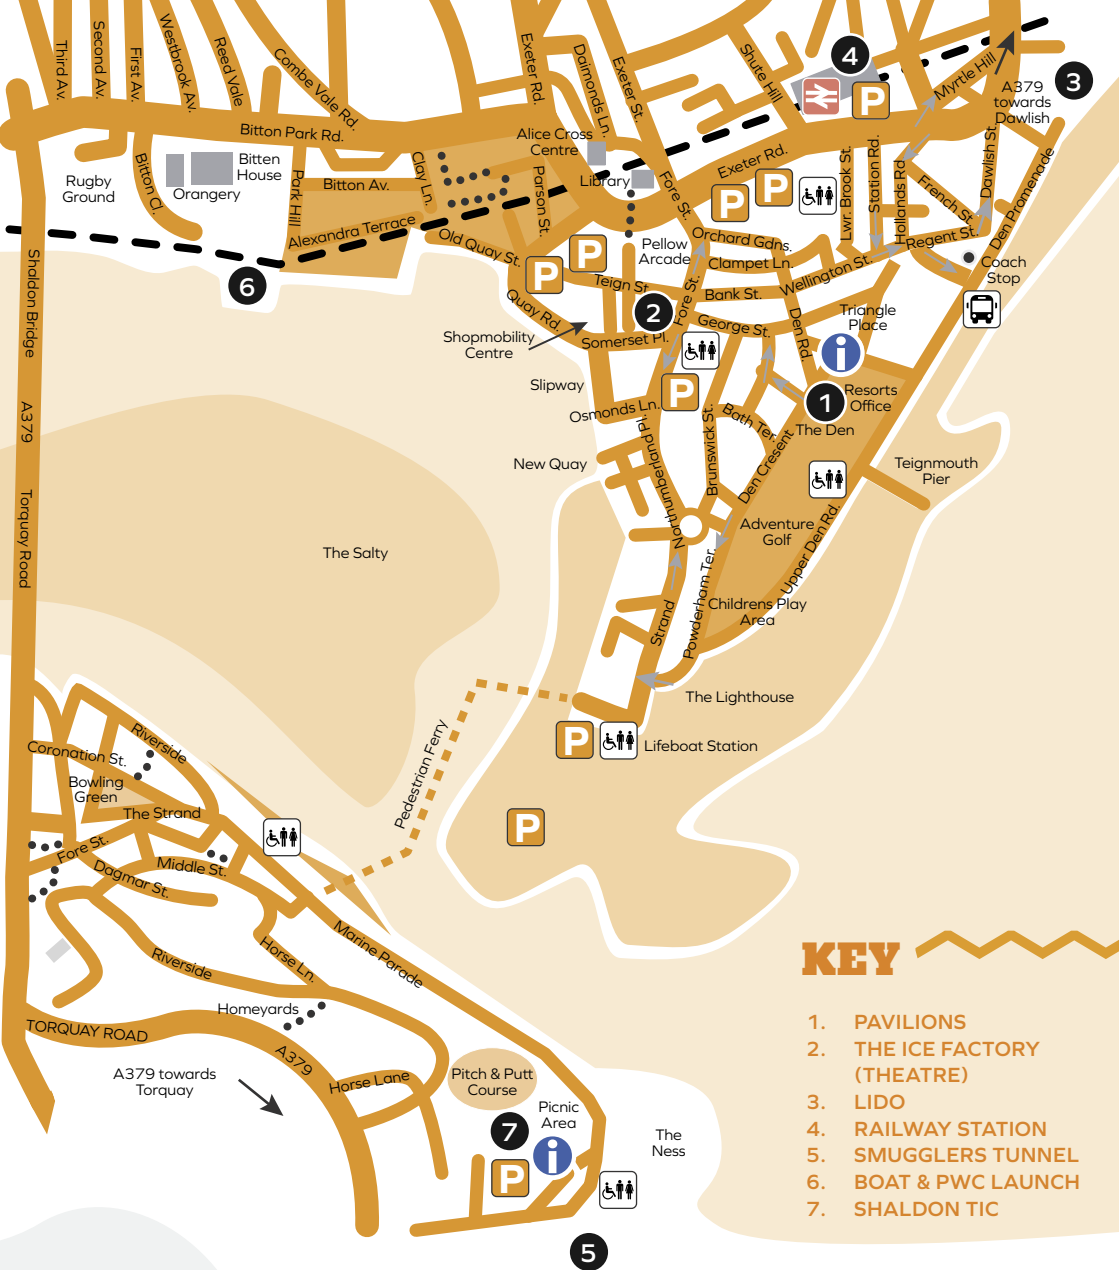 Third Av.
Second Av.
First Av.
Westbrook Av.
Reed Vale
Combe Vale Rd.
Exeter Rd.
Daimonds Ln.
Exeter St.
Shute Hill
4
P
P
Myrtle Hill
3
A379
towards
Dawlish
Bitton Park Rd.
Alice Cross
Centre
Exeter Rd.
Library
Bitton Cl.
Bitten
House
Orangery
Rugby
Ground
Park Hill
Bitton Av.
Clay Ln.
Parson St.
Fore St.
P
P
Lwr. Brook St.
Station Rd.
Hollands Rd.
French St.
Dawlish St.
Den Promenade
Alexandra Terrace
Old Quay St.
P
P
Pellow
Arcade
Orchard Gdns.
Clampet Ln.
Regent St.
Wellington St.
Coach
Stop
6
Shaldon Bridge
Teign St.
Quay Rd.
2
Fore St.
Bank St.
George St.
Den Rd.
Triangle
Place
i
Shopmobility
Centre
Somerset Pl.
Slipway
P
1
Resorts
Office
A379
Osmonds Ln.
Northumberland Pl.
Brunswick St.
Bath Ter.
The Den
Den Cresent
New Quay
Teignmouth
Pier
Torquay Road
The Salty
Adventure
Golf
Upper Den Rd.
Powderham Ter.
Strand
Childrens Play
Area
The Lighthouse
P
Lifeboat Station
Pedestrian Ferry
P
Coronation St.
Riverside
Bowling
Green
The Strand
Fore St.
Middle St.
Dagmar St.
Marine Parade
Horse Ln.
Riverside
Homeyards
TORQUAY ROAD
A379
A379 towards
Torquay
Horse Lane
Pitch & Putt
Course
Picnic
Area
7
i
P
The
Ness
5
KEY
1. PAVILIONS
2. THE ICE FACTORY
(THEATRE)
3. LIDO
4. RAILWAY STATION
5. SMUGGLERS TUNNEL
6. BOAT & PWC LAUNCH
7. SHALDON TIC